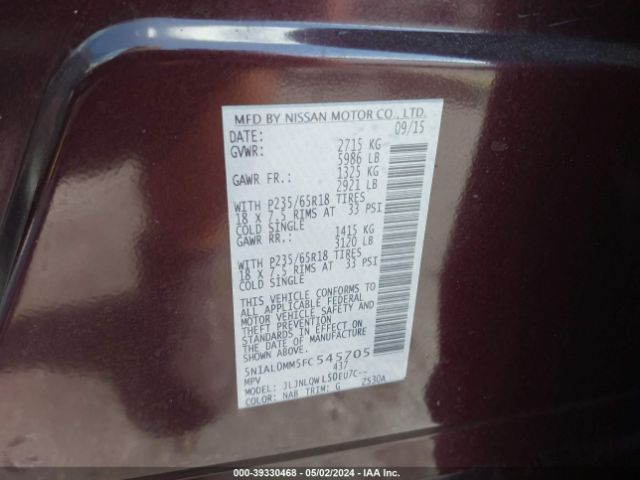 MFD BY NISSAN MOTOR CO., LTD.
DATE: 09/15
GVWR: 2715 KG
5986 LB
GAWR FR.: 1325 KG
2921 LB
WITH P235/65R18 TIRES
18 X 7.5 RIMS AT 33 PSI
COLD SINGLE
GAWR RR.: 1415 KG
3120 LB
WITH P235/65R18 TIRES
18 X 7.5 RIMS AT 33 PSI
COLD SINGLE
THIS VEHICLE CONFORMS TO
ALL APPLICABLE FEDERAL
MOTOR VEHICLE SAFETY AND
THEFT PREVENTION
STANDARDS IN EFFECT ON
THE DATE OF MANUFACTURE
SHOWN ABOVE.
5N1AL0MM5FC545705
MPV 437
MODEL: JLJNLQWL50EU7C--
COLOR: NAB TRIM: G 2530A
000-39330468 - 05/02/2024 - IAA Inc.